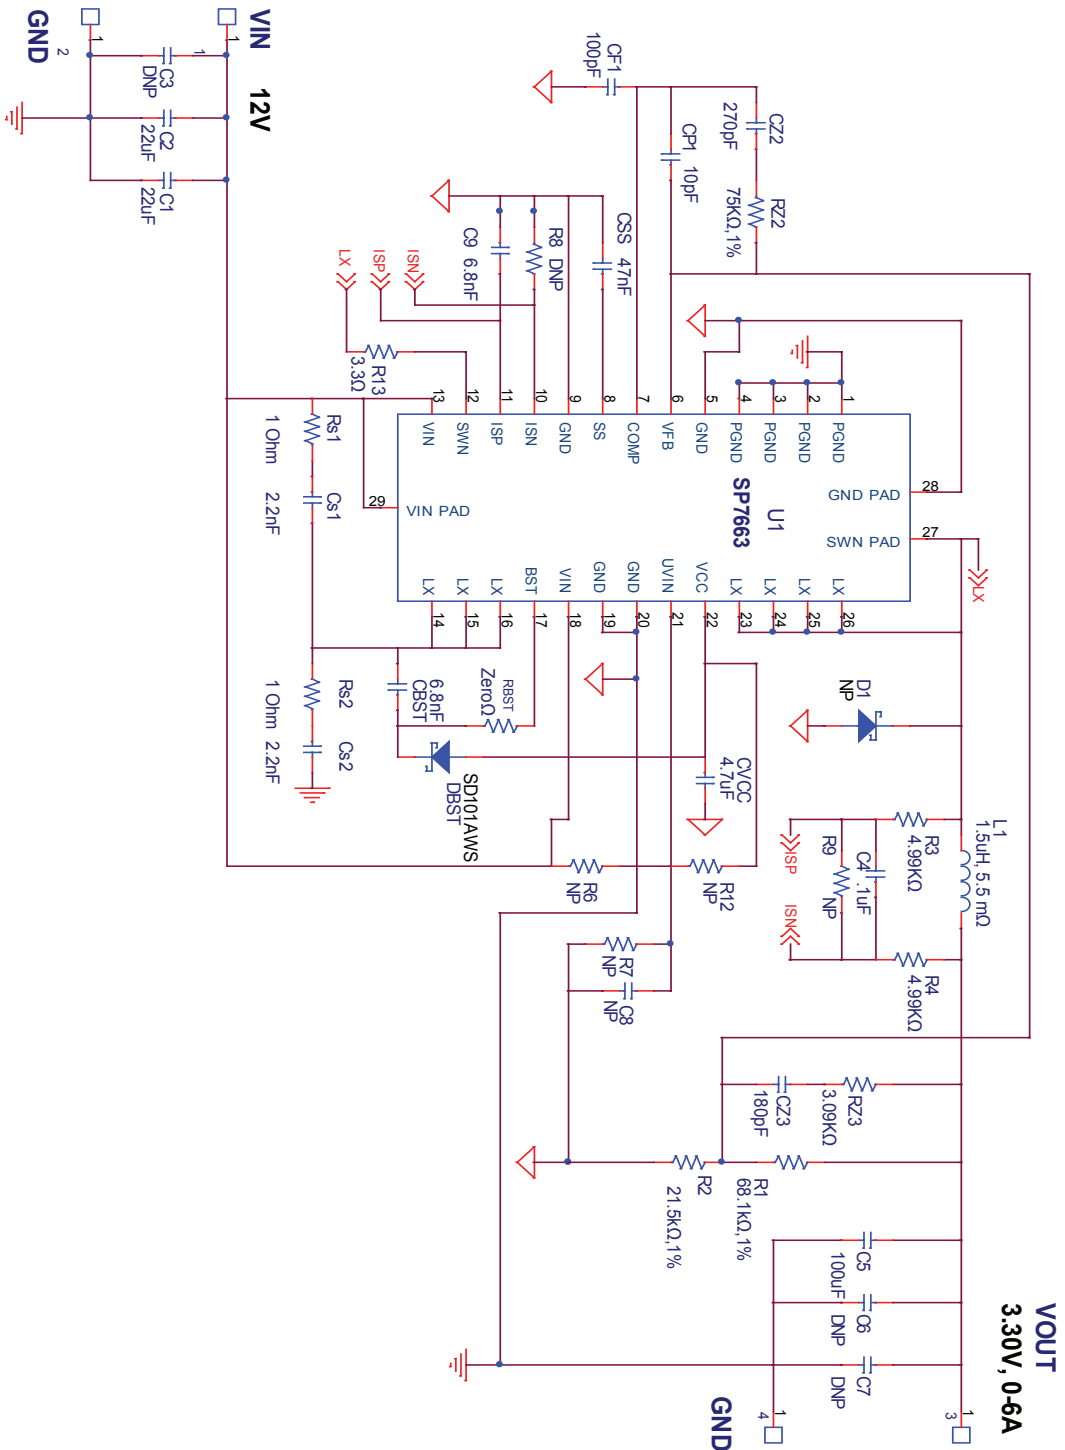 VIN
12V
GND
1
1
2
1
C3
DNP
C2
22uF
C1
22uF
CF1
100pF
CZ2
270pF
RZ2
75KΩ,1%
CP1
10pF
CSS
47nF
R8 DNP
C9
6.8nF
ISN
ISP
LX
R13
3.3Ω
Rs1
1 Ohm
Cs1
2.2nF
Rs2
1 Ohm
Cs2
2.2nF
U1
SP7663
1
PGND
2
PGND
3
PGND
4
PGND
5
GND
6
VFB
7
COMP
8
SS
9
GND
10
ISN
11
ISP
12
SWN
13
VIN
14
LX
15
LX
16
LX
17
BST
18
VIN
19
GND
20
GND
21
UVIN
22
VCC
23
LX
24
LX
25
LX
26
LX
27
SWN PAD
28
GND PAD
29
VIN PAD
LX
CBST
6.8nF
RBST
ZeroΩ
DBST
SD101AWS
CVCC
4.7uF
D1
NP
L1
1.5uH, 5.5 mΩ
R3
4.99KΩ
R4
4.99KΩ
C4
.1uF
R9
NP
ISP
ISN
R6
NP
R12
NP
R7
NP
C8
NP
RZ3
3.09KΩ
CZ3
180pF
R1
68.1kΩ,1%
R2
21.5kΩ,1%
C5
100uF
C6
DNP
C7
DNP
VOUT
3.30V, 0-6A
1
3
1
4
GND